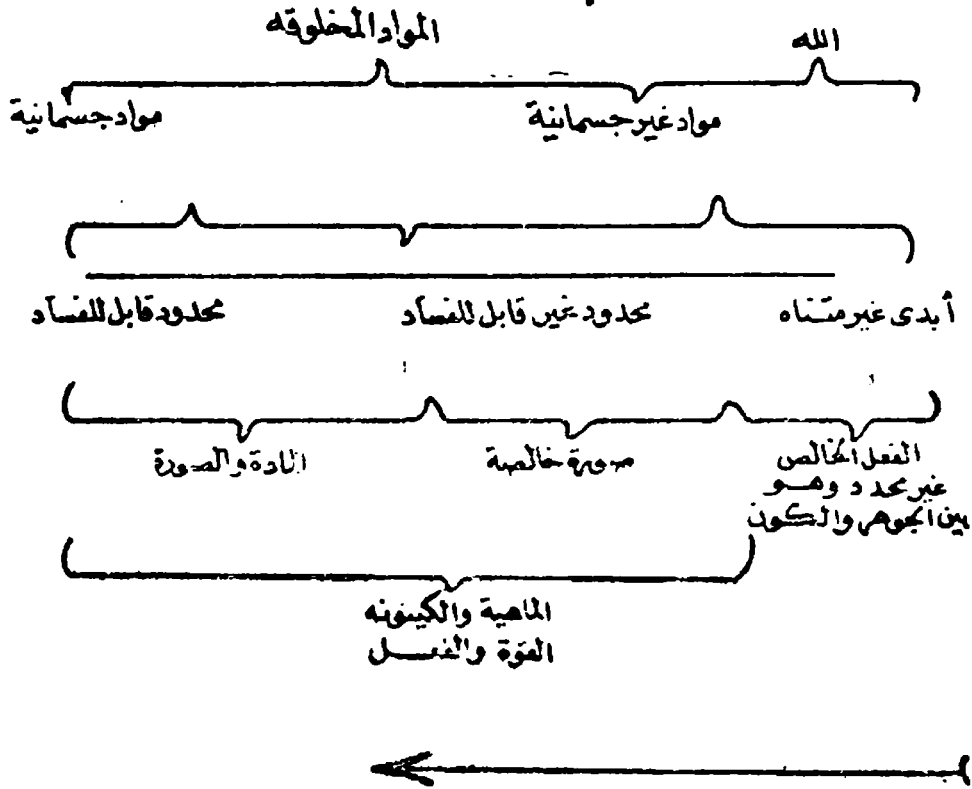 الله
المواد المخلوقه
مواد غير جسمانية
مواد جسمانية
أبدى غير متناه
محدود غير قابل للفساد
محدود قابل للفساد
الفعل الخالص
غير محدد وهو
بين الجوهر والكون
صورة خالصة
المادة والصورة
الماهية والكينونه
القوة والفعل